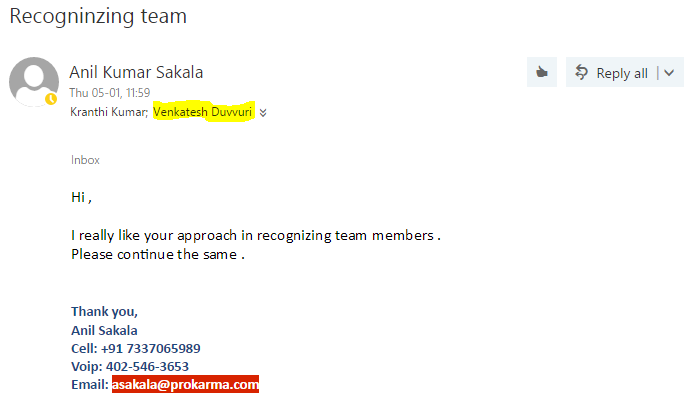 Recogninzing team
Anil Kumar Sakala
Reply all
Thu 05-01, 11:59
Kranthi Kumar; Venkatesh Duvvuri
Inbox
Hi ,
I really like your approach in recognizing team members .
Please continue the same .
Thank you,
Anil Sakala
Cell: +91 7337065989
Voip: 402-546-3653
Email: asakala@prokarma.com